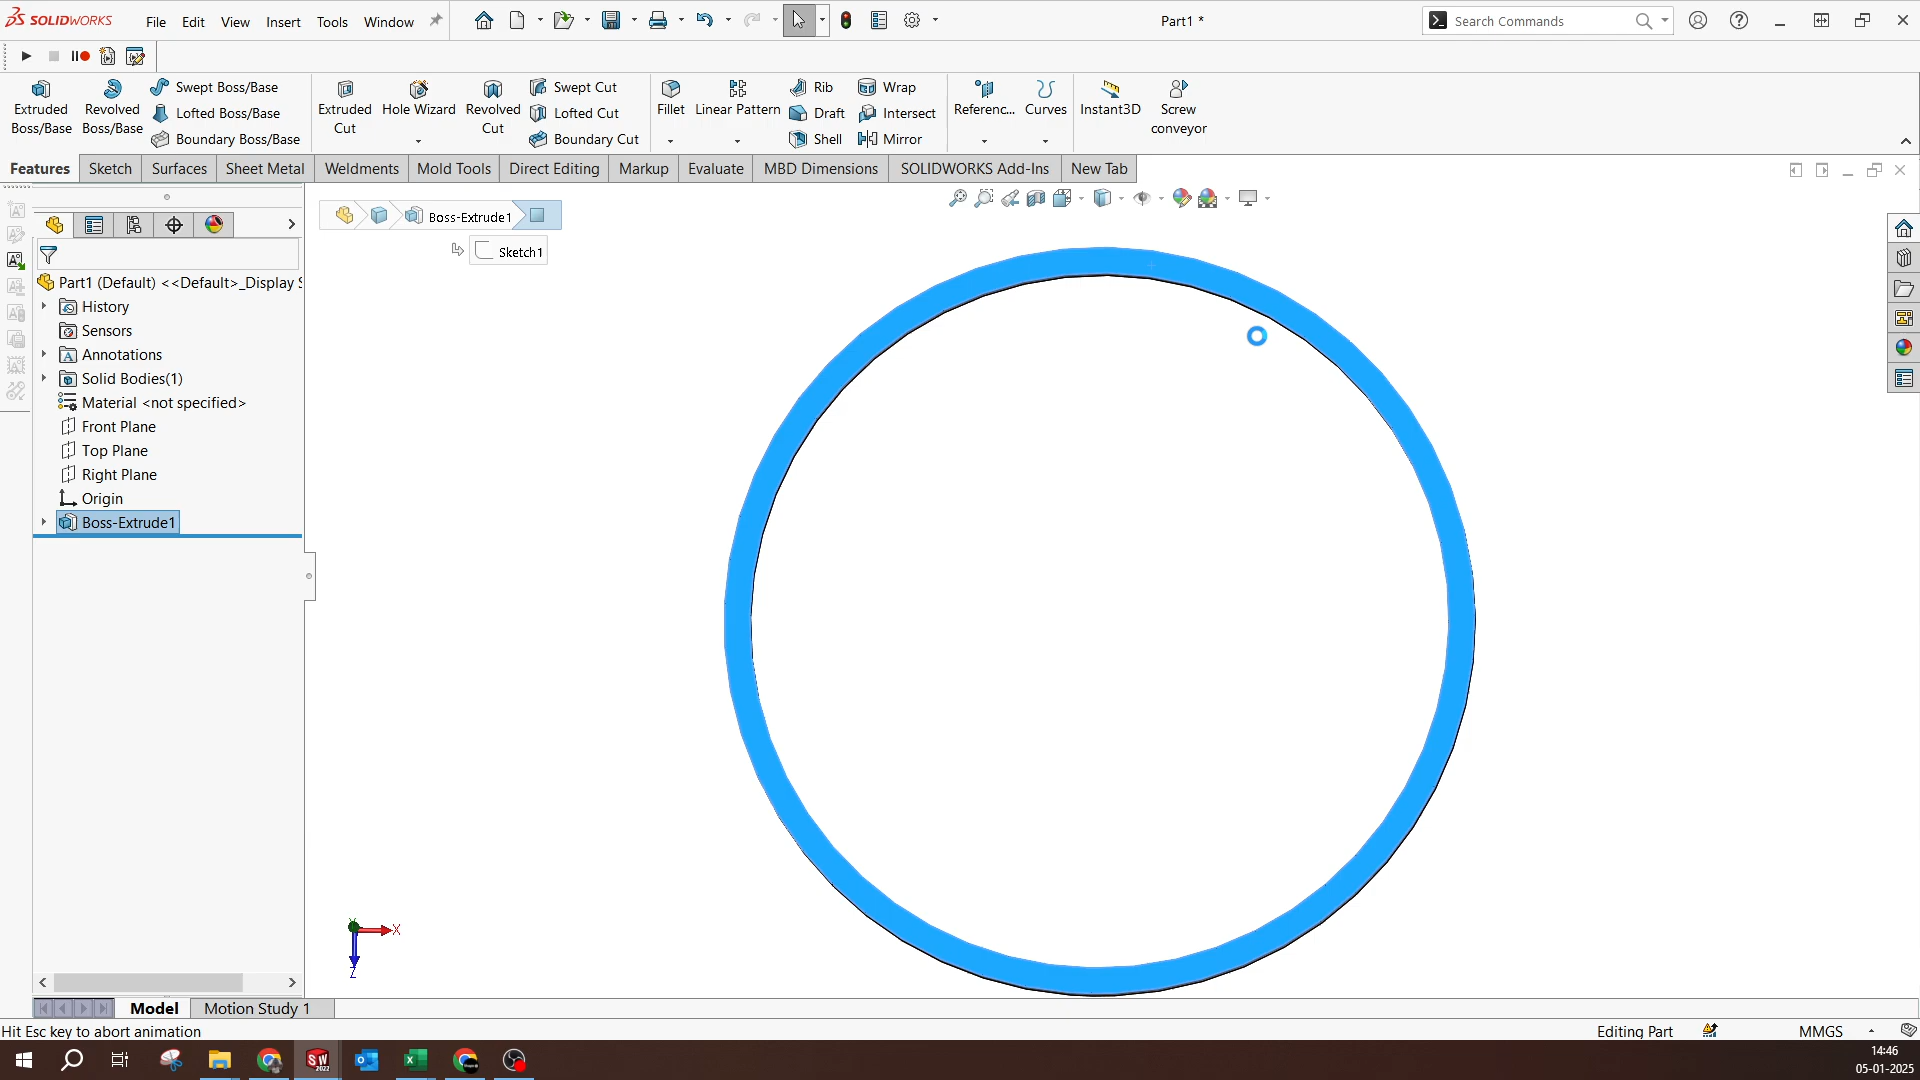 SOLIDWORKS File Edit View Insert Tools Window Part1 * Search Commands
Extruded Boss/Base
Revolved Boss/Base
Swept Boss/Base
Lofted Boss/Base
Boundary Boss/Base
Extruded Cut
Hole Wizard
Revolved Cut
Swept Cut
Lofted Cut
Boundary Cut
Fillet
Linear Pattern
Rib
Draft
Shell
Wrap
Intersect
Mirror
Referenc...
Curves
Instant3D
Screw conveyor
Features Sketch Surfaces Sheet Metal Weldments Mold Tools Direct Editing Markup Evaluate MBD Dimensions SOLIDWORKS Add-Ins New Tab
Boss-Extrude1
Sketch1
Part1 (Default) <<Default>_Display S
History
Sensors
Annotations
Solid Bodies(1)
Material <not specified>
Front Plane
Top Plane
Right Plane
Origin
Boss-Extrude1
Y
X
Z
Model Motion Study 1
Hit Esc key to abort animation Editing Part MMGS
SW
2022
14:46
05-01-2025